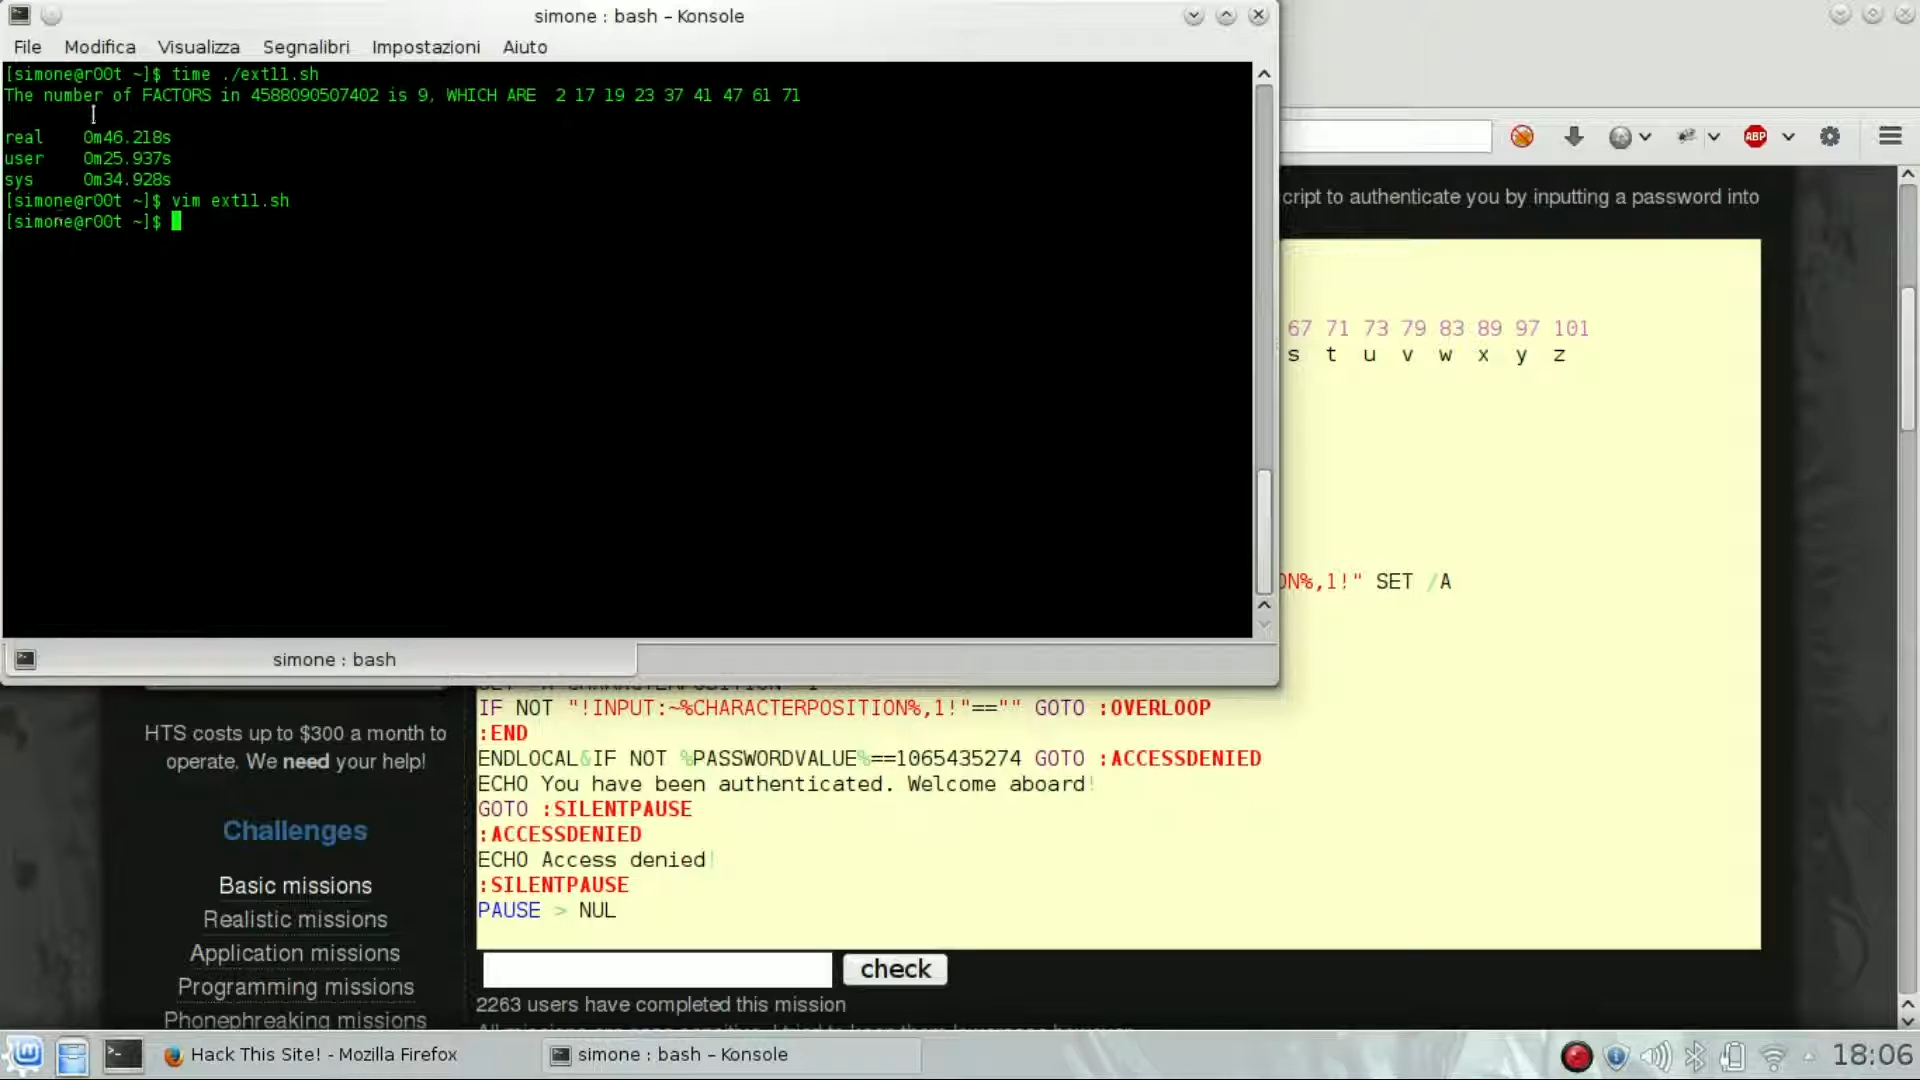 simone : bash – Konsole
File Modifica Visualizza Segnalibri Impostazioni Aiuto
[simone@r00t ~]$ time ./ext11.sh
The number of FACTORS in 4588090507402 is 9, WHICH ARE 2 17 19 23 37 41 47 61 71
real 0m46.218s
user 0m25.937s
sys 0m34.928s
[simone@r00t ~]$ vim ext11.sh
[simone@r00t ~]$
simone : bash
ABP
cript to authenticate you by inputting a password into
67 71 73 79 83 89 97 101
s t u v w x y z
ON%,1!" SET /A
IF NOT "!INPUT:~%CHARACTERPOSITION%,1!"=="" GOTO :OVERLOOP
:END
ENDLOCAL&IF NOT %PASSWORDVALUE%==1065435274 GOTO :ACCESSDENIED
ECHO You have been authenticated. Welcome aboard!
GOTO :SILENTPAUSE
:ACCESSDENIED
ECHO Access denied!
:SILENTPAUSE
PAUSE > NUL
check
2263 users have completed this mission
HTS costs up to $300 a month to
operate. We need your help!
Challenges
Basic missions
Realistic missions
Application missions
Programming missions
Phonephreaking missions
Hack This Site! - Mozilla Firefox
simone : bash – Konsole
18:06